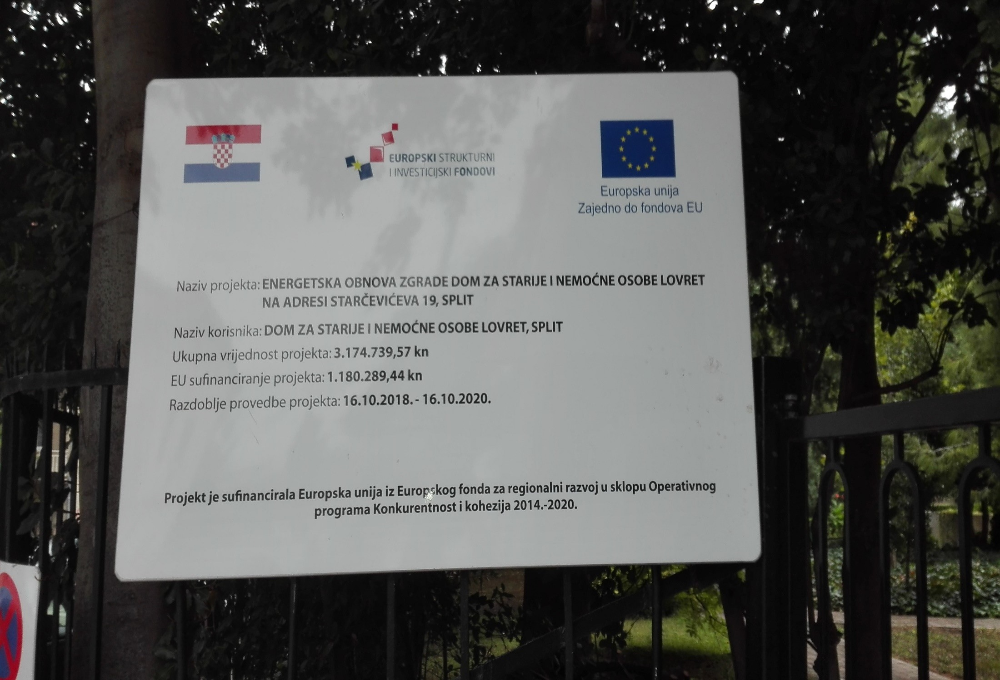 EUROPSKI STRUKTURNI
I INVESTICIJSKI FONDOVI
Europska unija
Zajedno do fondova EU
Naziv projekta: ENERGETSKA OBNOVA ZGRADE DOM ZA STARIJE I NEMOĆNE OSOBE LOVRET
NA ADRESI STARČEVIĆEVA 19, SPLIT
Naziv korisnika: DOM ZA STARIJE I NEMOĆNE OSOBE LOVRET, SPLIT
Ukupna vrijednost projekta: 3.174.739,57 kn
EU sufinanciranje projekta: 1.180.289,44 kn
Razdoblje provedbe projekta: 16.10.2018. - 16.10.2020.
Projekt je sufinancirala Europska unija iz Europskog fonda za regionalni razvoj u sklopu Operativnog
programa Konkurentnost i kohezija 2014.-2020.